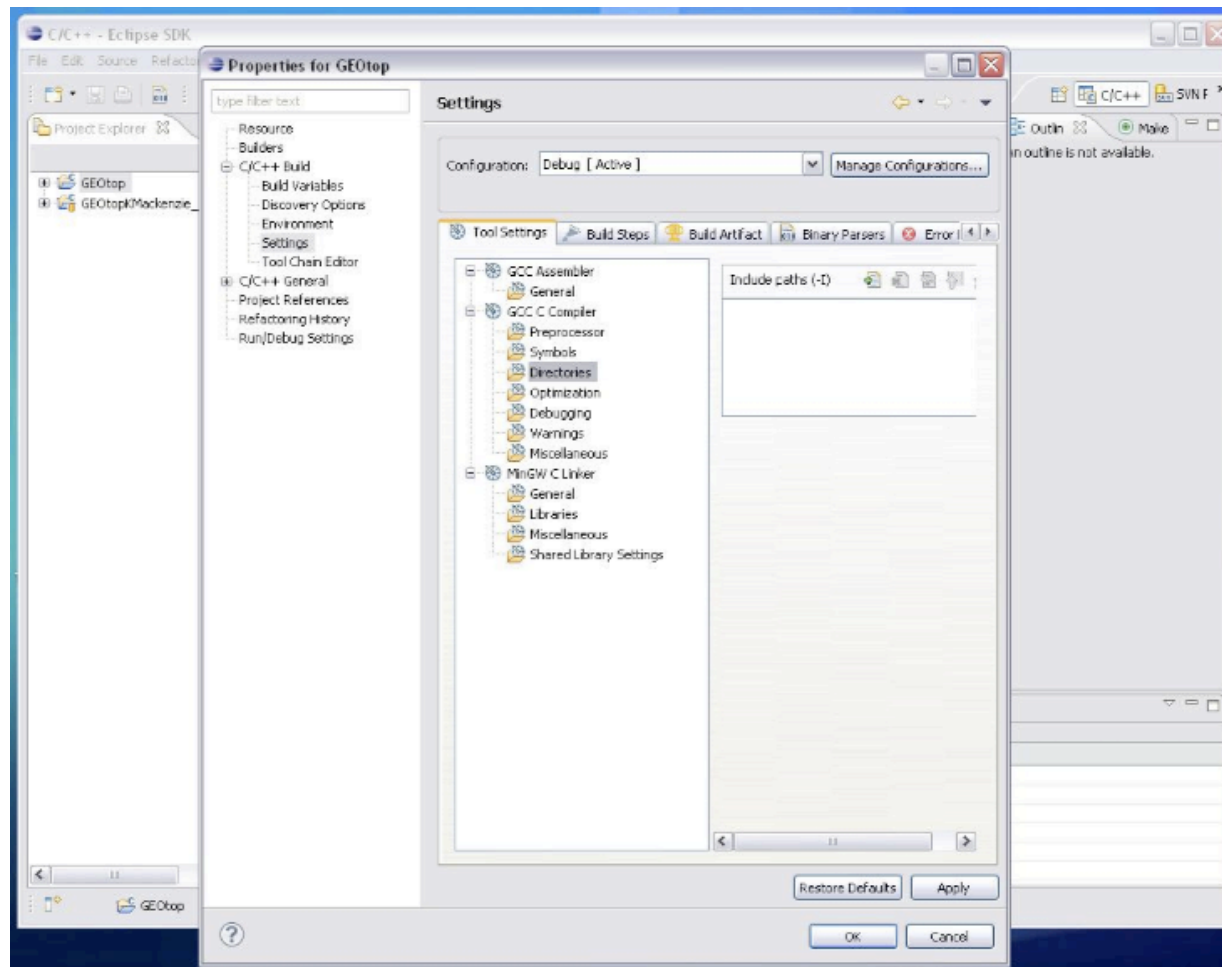 C/C++ - Eclipse SDK
File Edit Source Refacto
Properties for GEOtop
type filter text
Settings
C/C++
SVN F
Project Explorer
Resource
Outlin
Make
Builders
Configuration:
Debug [ Active ]
Manage Configurations...
an outline is not available.
C/C++ Build
GEOtop
Build Variables
GEOtopKMackenzie_
Discovery Options
Environment
Settings
Tool Chain Editor
C/C++ General
Project References
Refactoring History
Run/Debug Settings
Tool Settings
Build Steps
Build Artifact
Binary Parsers
Error
GCC Assembler
General
GCC C Compiler
Preprocessor
Symbols
Directories
Optimization
Debugging
Warnings
Miscellaneous
MinGW C Linker
General
Libraries
Miscellaneous
Shared Library Settings
Include paths (-I)
Restore Defaults
Apply
GEOtop
OK
Cancel